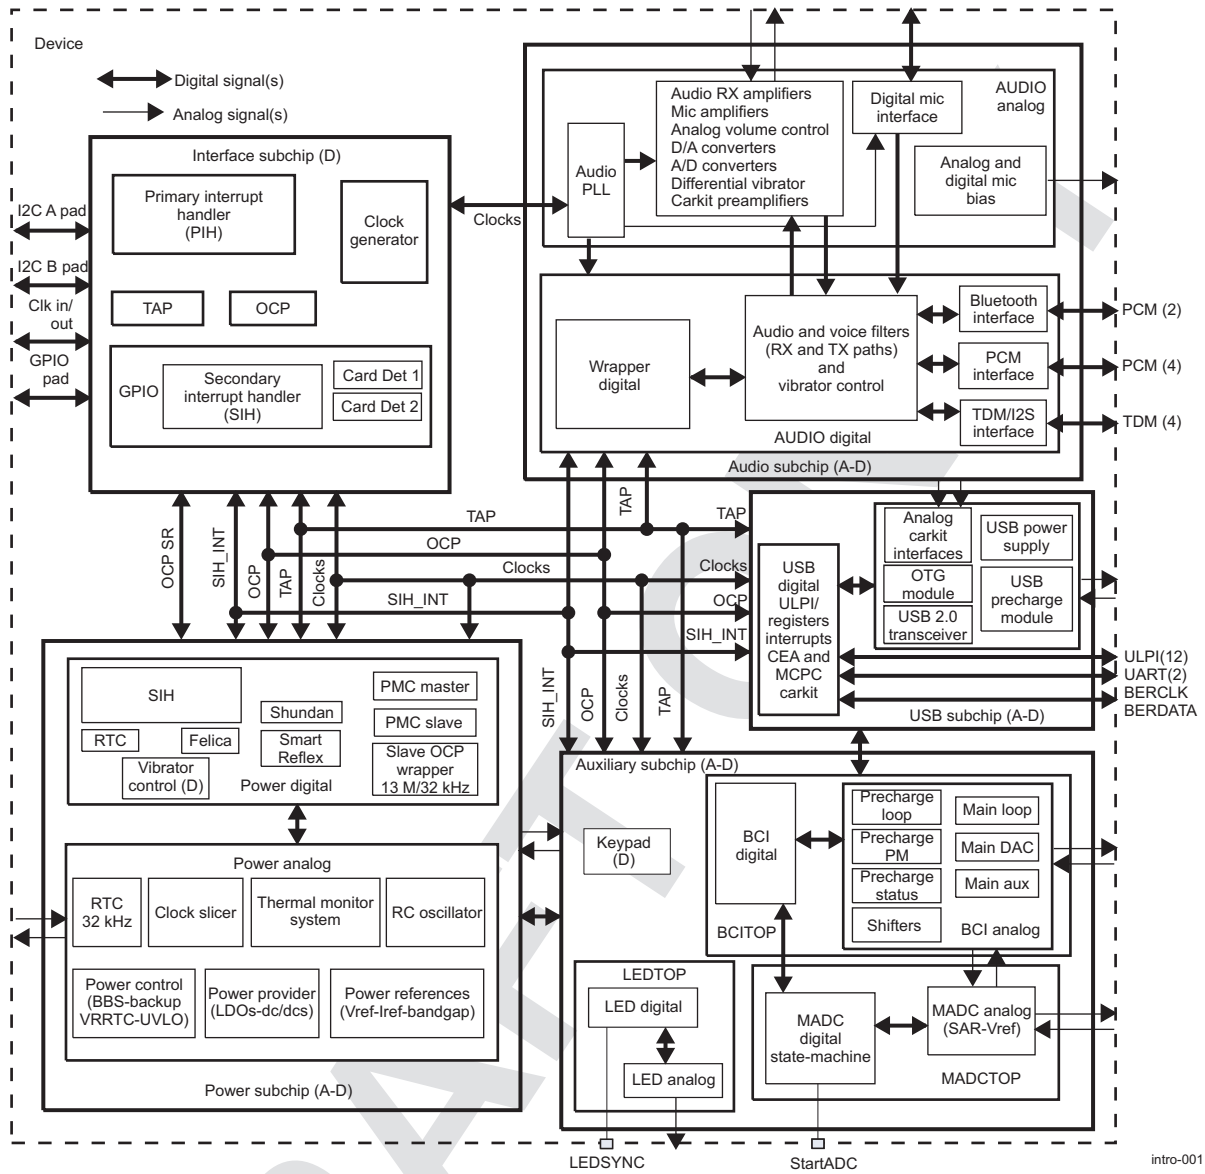 Device
Digital signal(s)
Analog signal(s)
Interface subchip (D)
Primary interrupt
handler
(PIH)
Clock
generator
TAP
OCP
GPIO
Secondary
interrupt handler
(SIH)
Card Det 1
Card Det 2
I2C A pad
I2C B pad
Clk in/
out
GPIO
pad
Clocks
Audio
PLL
Audio RX amplifiers
Mic amplifiers
Analog volume control
D/A converters
A/D converters
Differential vibrator
Carkit preamplifiers
Digital mic
interface
AUDIO
analog
Analog and
digital mic
bias
Wrapper
digital
Audio and voice filters
(RX and TX paths)
and
vibrator control
Bluetooth
interface
PCM
interface
TDM/I2S
interface
AUDIO digital
Audio subchip (A-D)
PCM (2)
PCM (4)
TDM (4)
OCP SR
SIH_INT
OCP
TAP
Clocks
TAP
OCP
Clocks
SIH_INT
TAP
TAP
Clocks
OCP
SIH_INT
SIH_INT
OCP
Clocks
TAP
USB
digital
ULPI/
registers
interrupts
CEA and
MCPC
carkit
Analog
carkit
interfaces
OTG
module
USB 2.0
transceiver
USB power
supply
USB
precharge
module
USB subchip (A-D)
ULPI(12)
UART(2)
BERCLK
BERDATA
SIH
RTC
Felica
Vibrator
control (D)
Shundan
Smart
Reflex
PMC master
PMC slave
Slave OCP
wrapper
13 M/32 kHz
Power digital
Power analog
RTC
32 kHz
Clock slicer
Thermal monitor
system
RC oscillator
Power control
(BBS-backup
VRRTC-UVLO)
Power provider
(LDOs-dc/dcs)
Power references
(Vref-Iref-bandgap)
Power subchip (A-D)
Auxiliary subchip (A-D)
Keypad
(D)
BCI
digital
Precharge
loop
Precharge
PM
Precharge
status
Shifters
Main loop
Main DAC
Main aux
BCI analog
BCITOP
LEDTOP
LED digital
LED analog
MADC
digital
state-machine
MADC analog
(SAR-Vref)
MADCTOP
LEDSYNC
StartADC
intro-001